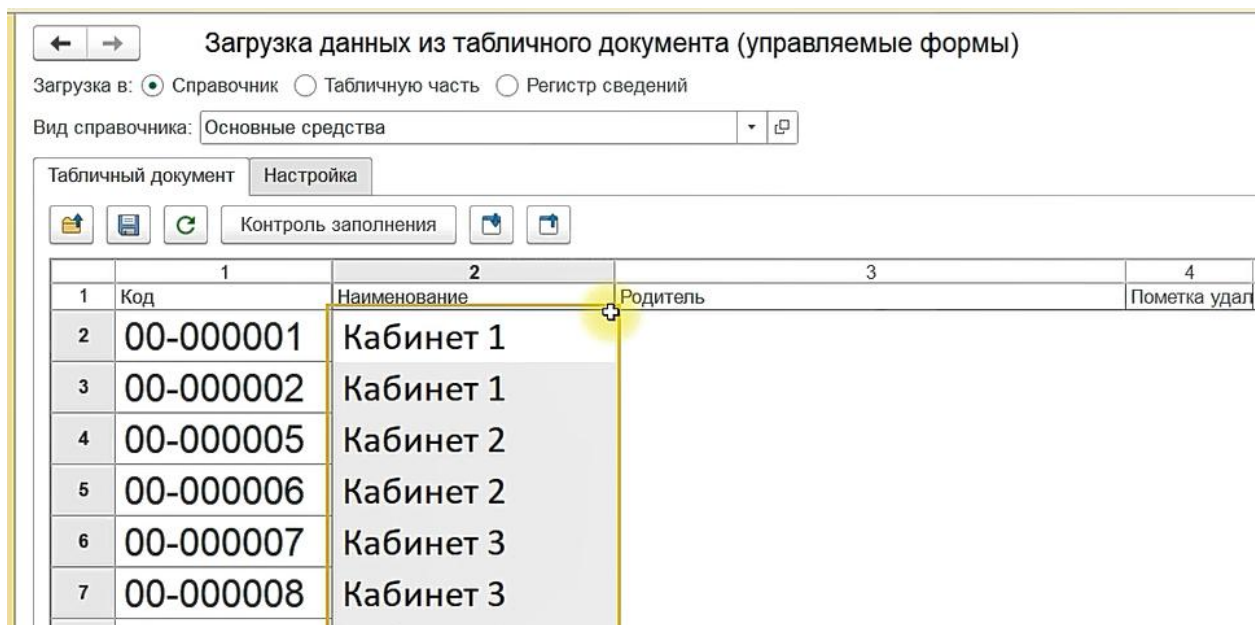 Загрузка данных из табличного документа (управляемые формы)
Загрузка в: Справочник Табличную часть Регистр сведений
Вид справочника: Основные средства
Табличный документ Настройка
Контроль заполнения
1 2 3 4
1 Код Наименование Родитель Пометка удал
2 00-000001 Кабинет 1
3 00-000002 Кабинет 1
4 00-000005 Кабинет 2
5 00-000006 Кабинет 2
6 00-000007 Кабинет 3
7 00-000008 Кабинет 3